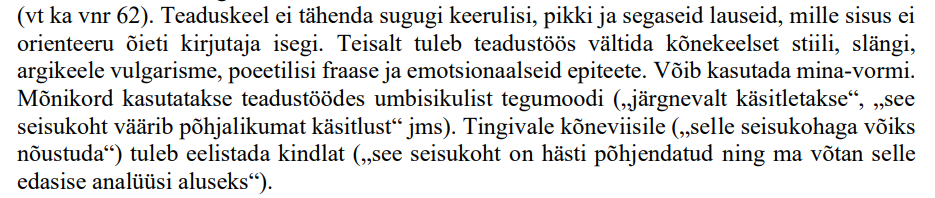 (vt ka vnr 62). Teaduskeel ei tähenda sugugi keerulisi, pikki ja segaseid lauseid, mille sisus ei
orienteeru õieti kirjutaja isegi. Teisalt tuleb teadustöös vältida kõnekeelset stiili, slängi,
argikeele vulgarisme, poeetilisi fraase ja emotsionaalseid epiteete. Võib kasutada mina-vormi.
Mõnikord kasutatakse teadustöödes umbisikulist tegumoodi („järgnevalt käsitletakse“, „see
seisukoht väärib põhjalikumat käsitlust“ jms). Tingivale kõneviisile („selle seisukohaga võiks
nõustuda“) tuleb eelistada kindlat („see seisukoht on hästi põhjendatud ning ma võtan selle
edasise analüüsi aluseks“).